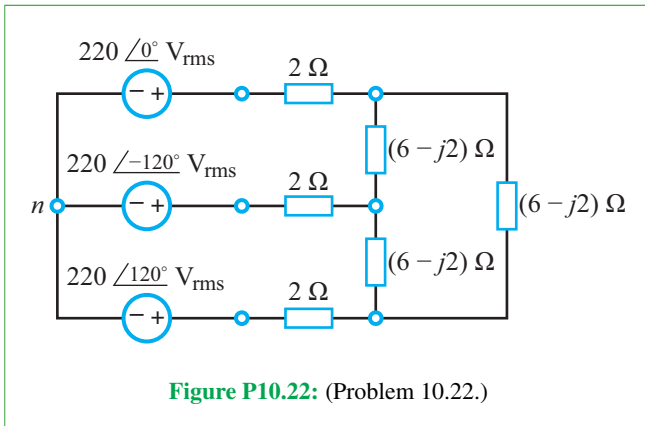 220 /0° Vrms
2 Ω
(6 − j2) Ω
220 /−120° Vrms
2 Ω
n
− +
− +
(6 − j2) Ω
(6 − j2) Ω
220 /120° Vrms
2 Ω
− +
Figure P10.22: (Problem 10.22.)